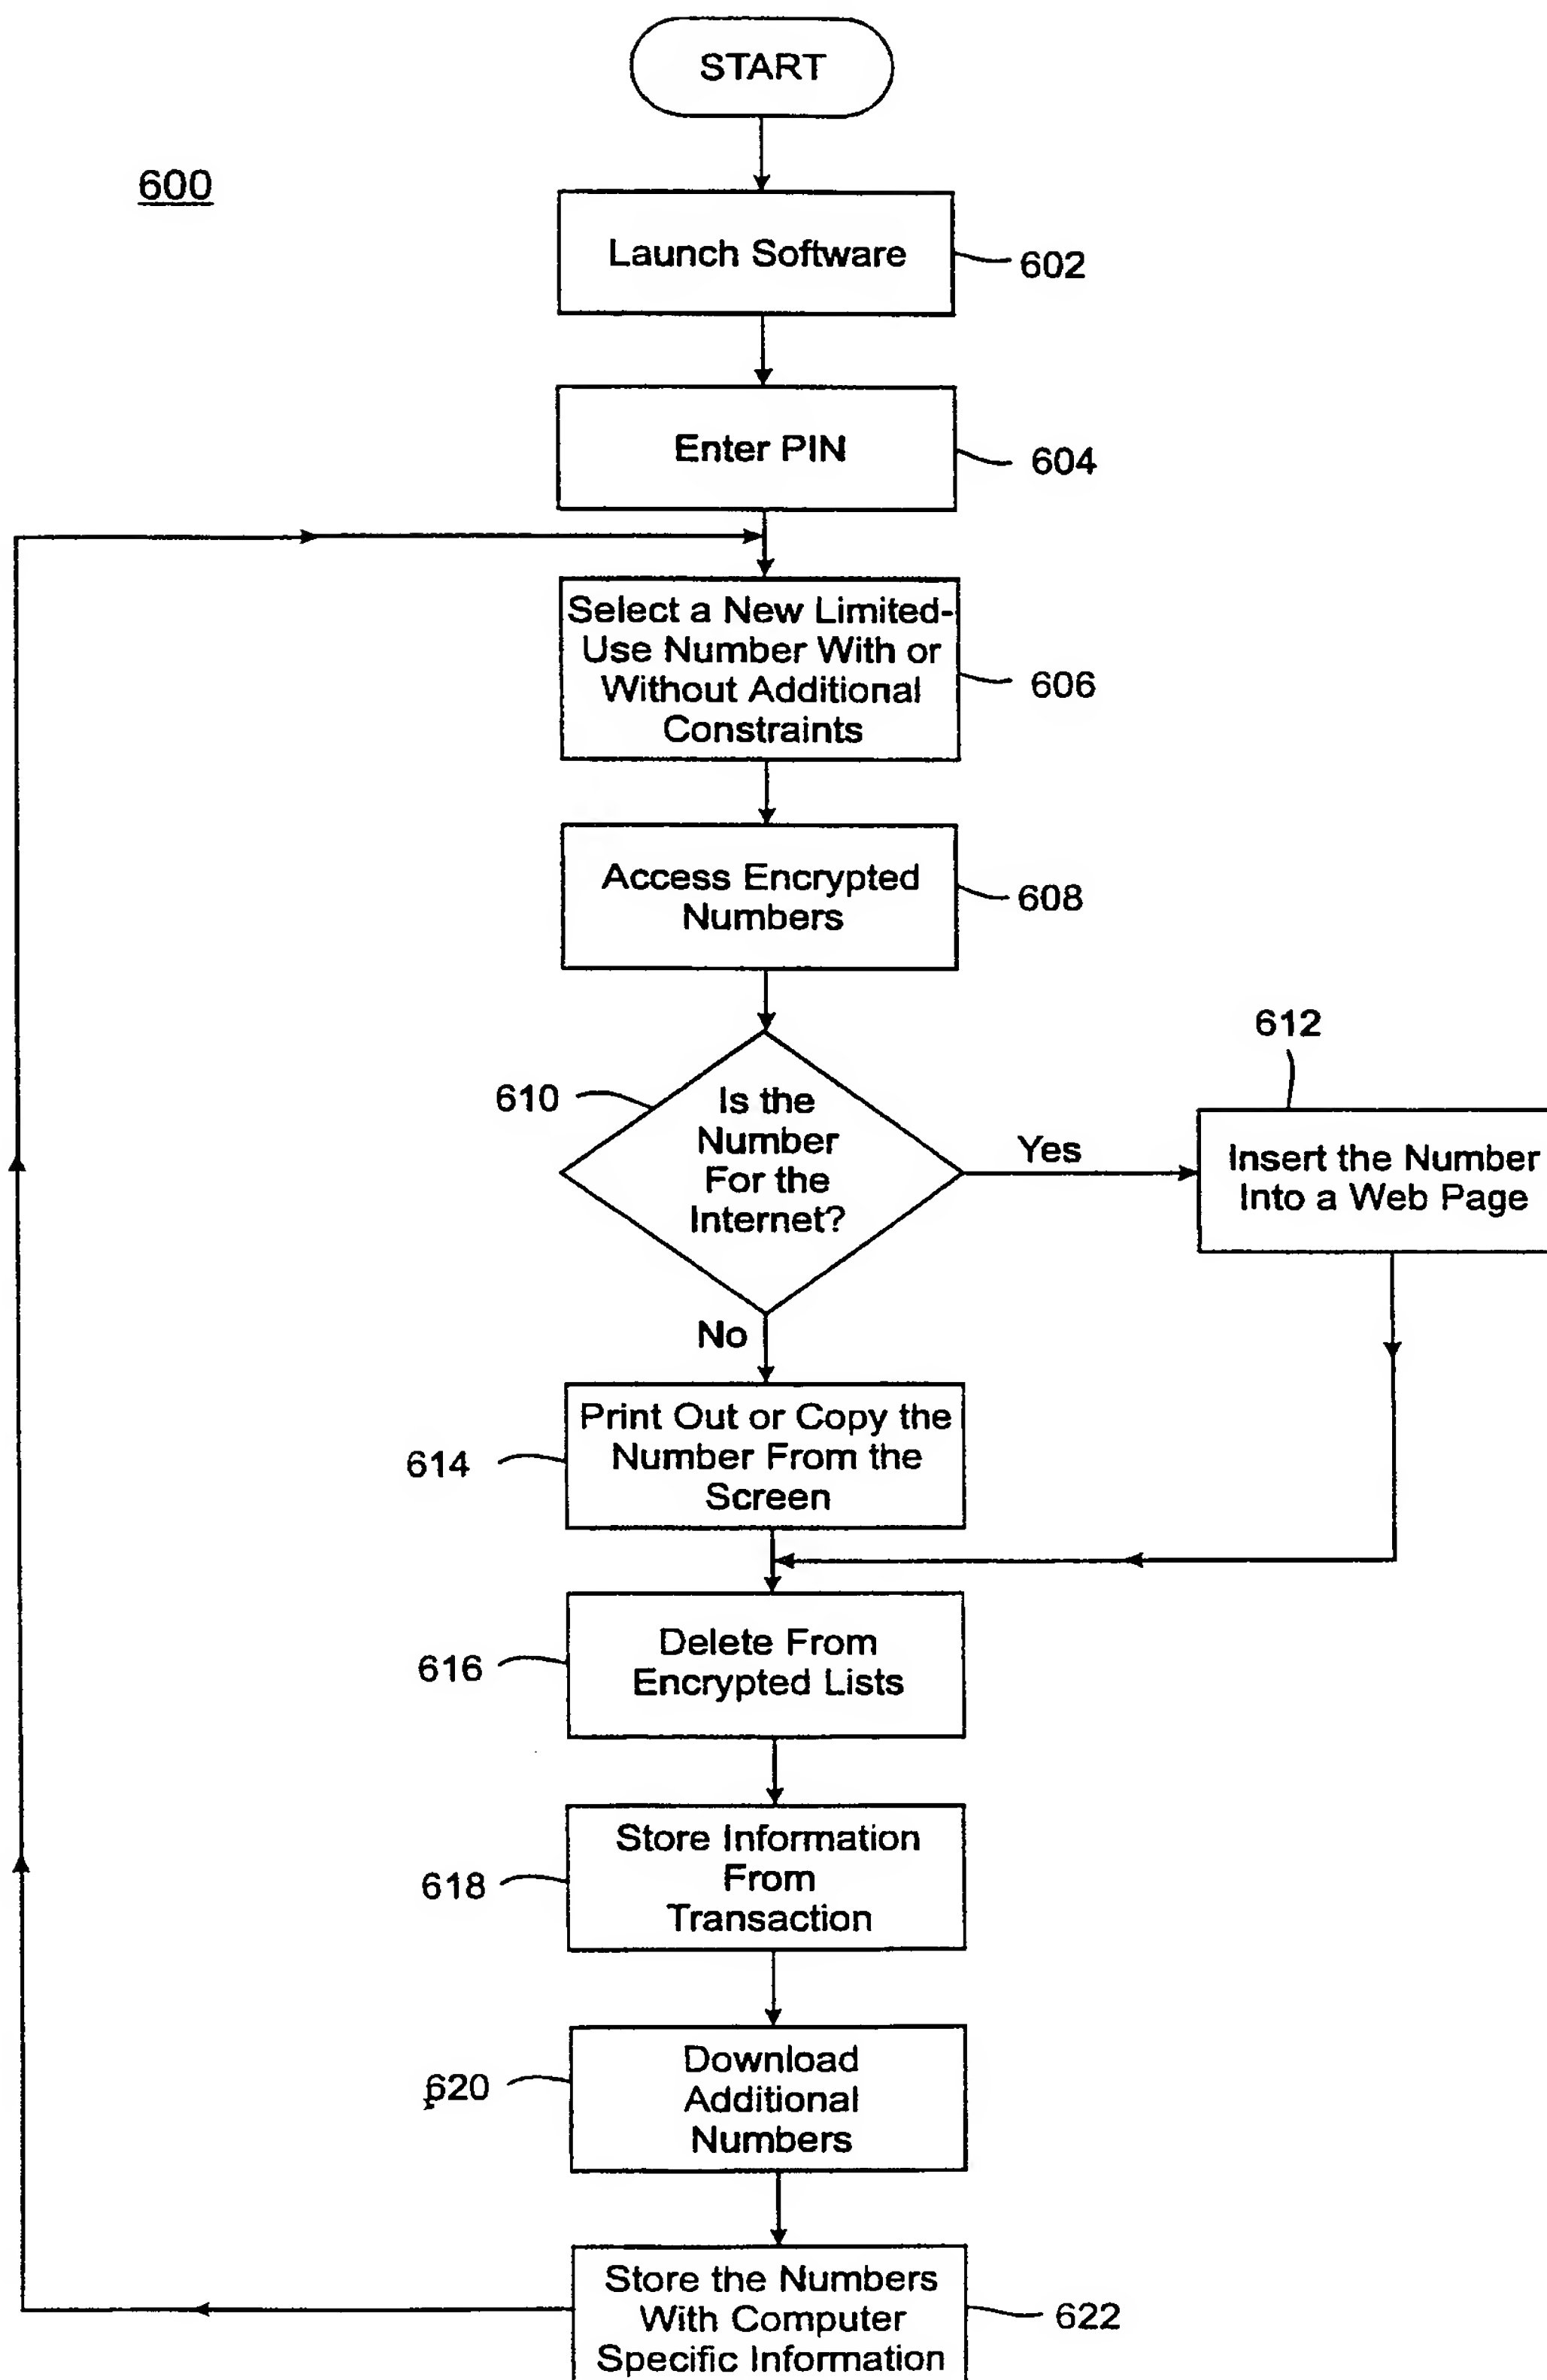 START
600
Launch Software
602
Enter PIN
604
Select a New Limited-
Use Number With or
Without Additional
Constraints
606
Access Encrypted
Numbers
608
610
Is the
Number
For the
Internet?
Yes
612
Insert the Number
Into a Web Page
No
614
Print Out or Copy the
Number From the
Screen
616
Delete From
Encrypted Lists
618
Store Information
From
Transaction
620
Download
Additional
Numbers
Store the Numbers
With Computer
Specific Information
622